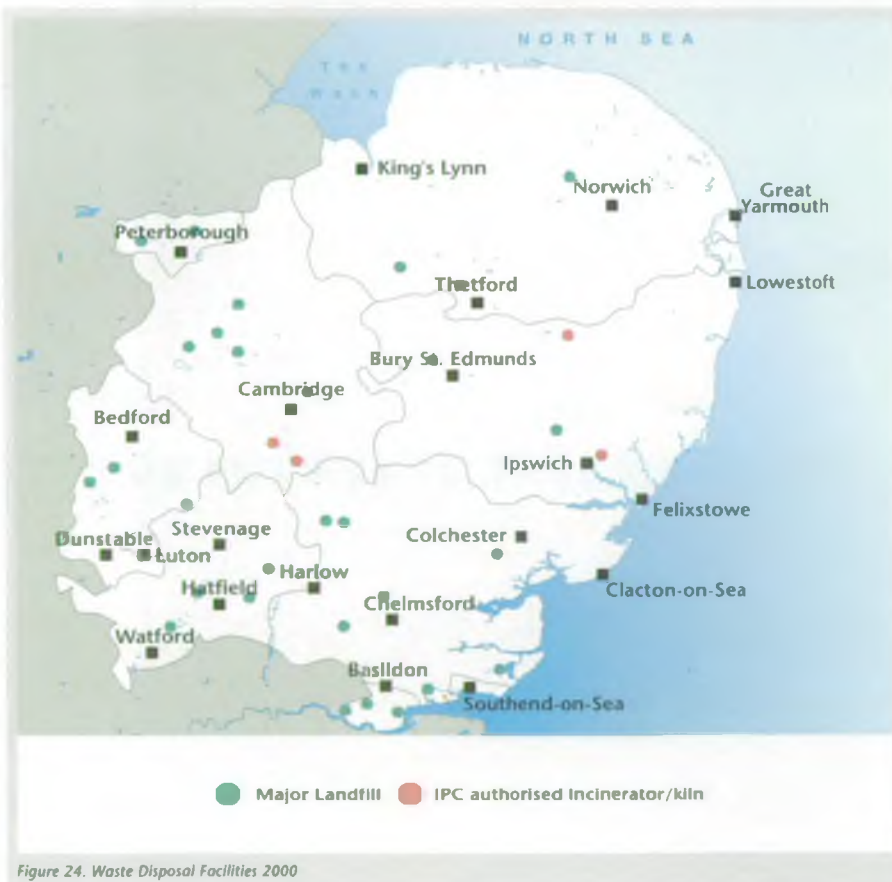 NORTH SEA
The
Wash
King's Lynn
Norwich
Great
Yarmouth
Peterborough
Lowestoft
Thetford
Bury St. Edmunds
Cambridge
Bedford
Ipswich
Felixstowe
Stevenage
Dunstable
Luton
Colchester
Harlow
Hatfield
Clacton-on-Sea
Chelmsford
Watford
Basildon
Southend-on-Sea
Major Landfill
IPC authorised incinerator/kiln
Figure 24. Waste Disposal Facilities 2000